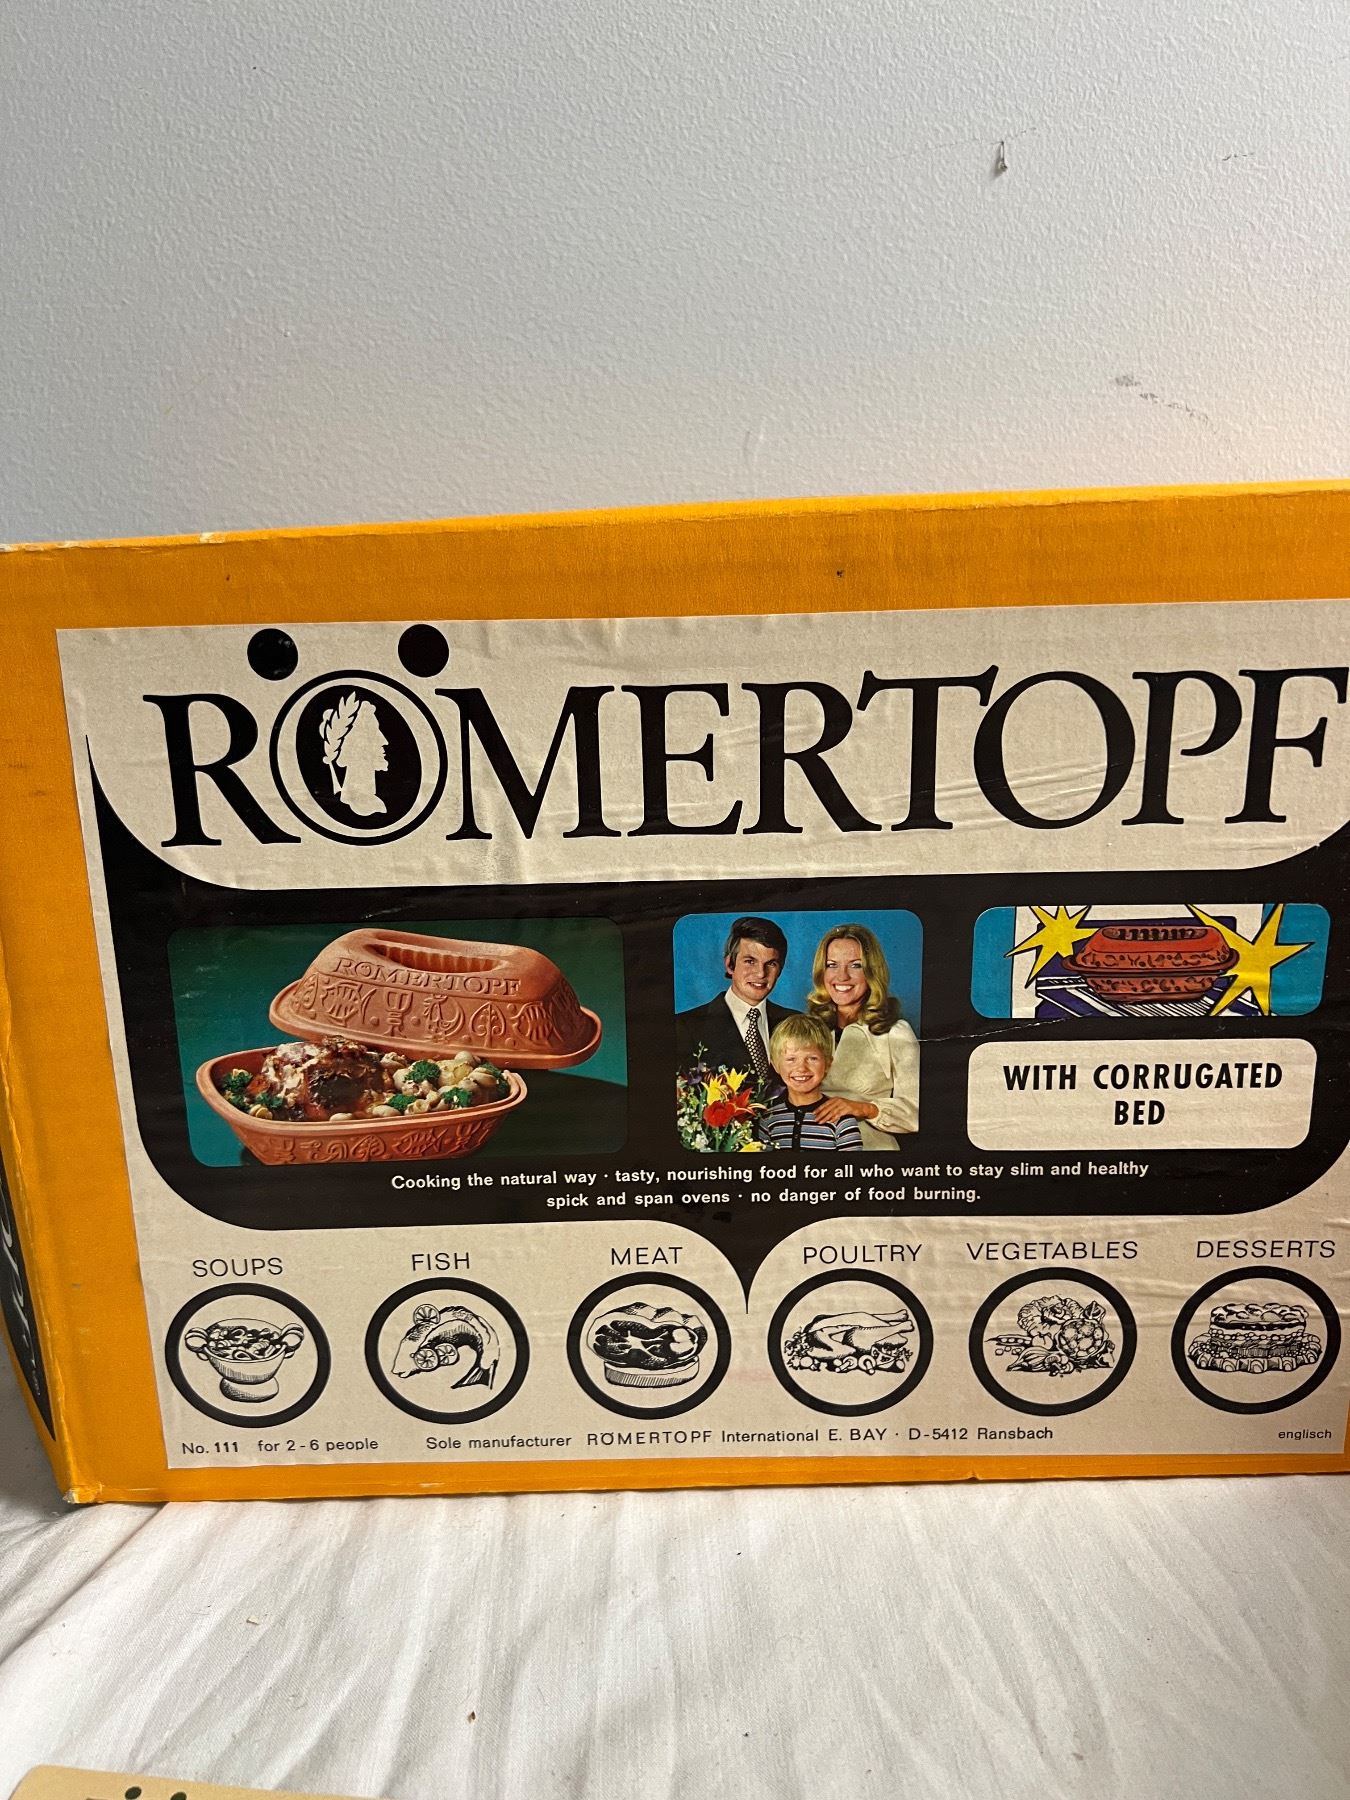 RÖMERTOPF
RÖMERTOPF
WITH CORRUGATED
BED
Cooking the natural way · tasty, nourishing food for all who want to stay slim and healthy
spick and span ovens · no danger of food burning.
SOUPS FISH MEAT POULTRY VEGETABLES DESSERTS
No. 111 for 2-6 people Sole manufacturer RÖMERTOPF International E. BAY · D-5412 Ransbach englisch